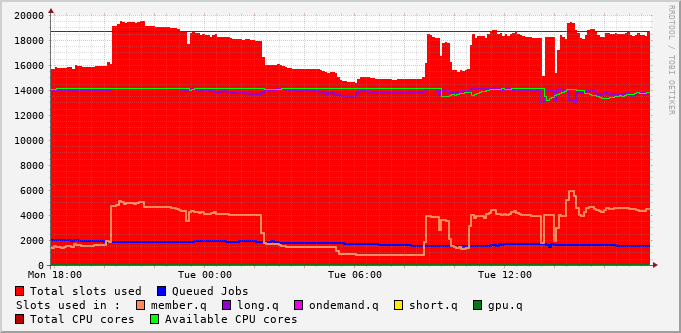 20000
18000
16000
14000
12000
10000
8000
6000
4000
2000
0
Mon 18:00 Tue 00:00 Tue 06:00 Tue 12:00
Total slots used Queued Jobs
Slots used in : member.q long.q ondemand.q short.q gpu.q
Total CPU cores Available CPU cores
RRDTOOL / TOBI OETIKER